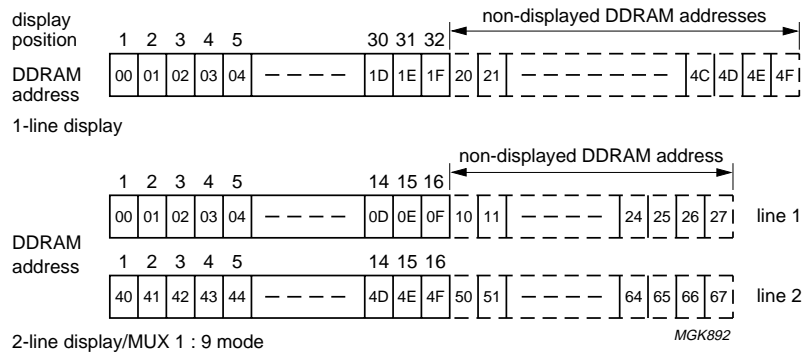 display position 1 2 3 4 5 30 31 32 non-displayed DDRAM addresses
DDRAM address 00 01 02 03 04 1D 1E 1F 20 21 4C 4D 4E 4F
1-line display
non-displayed DDRAM address
1 2 3 4 5 14 15 16
00 01 02 03 04 0D 0E 0F 10 11 24 25 26 27 line 1
DDRAM address
1 2 3 4 5 14 15 16
40 41 42 43 44 4D 4E 4F 50 51 64 65 66 67 line 2
2-line display/MUX 1 : 9 mode
MGK892